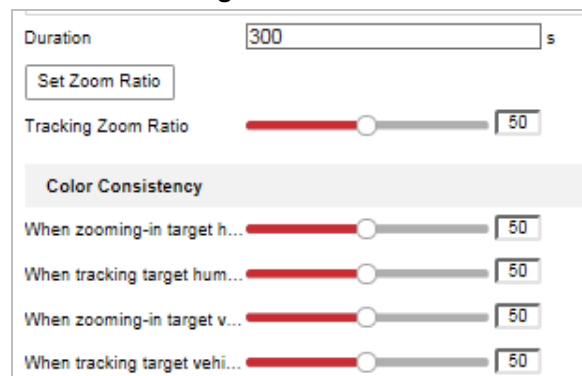 Duration 300 s
Set Zoom Ratio
Tracking Zoom Ratio 50
Color Consistency
When zooming-in target h... 50
When tracking target hum... 50
When zooming-in target v... 50
When tracking target vehi... 50